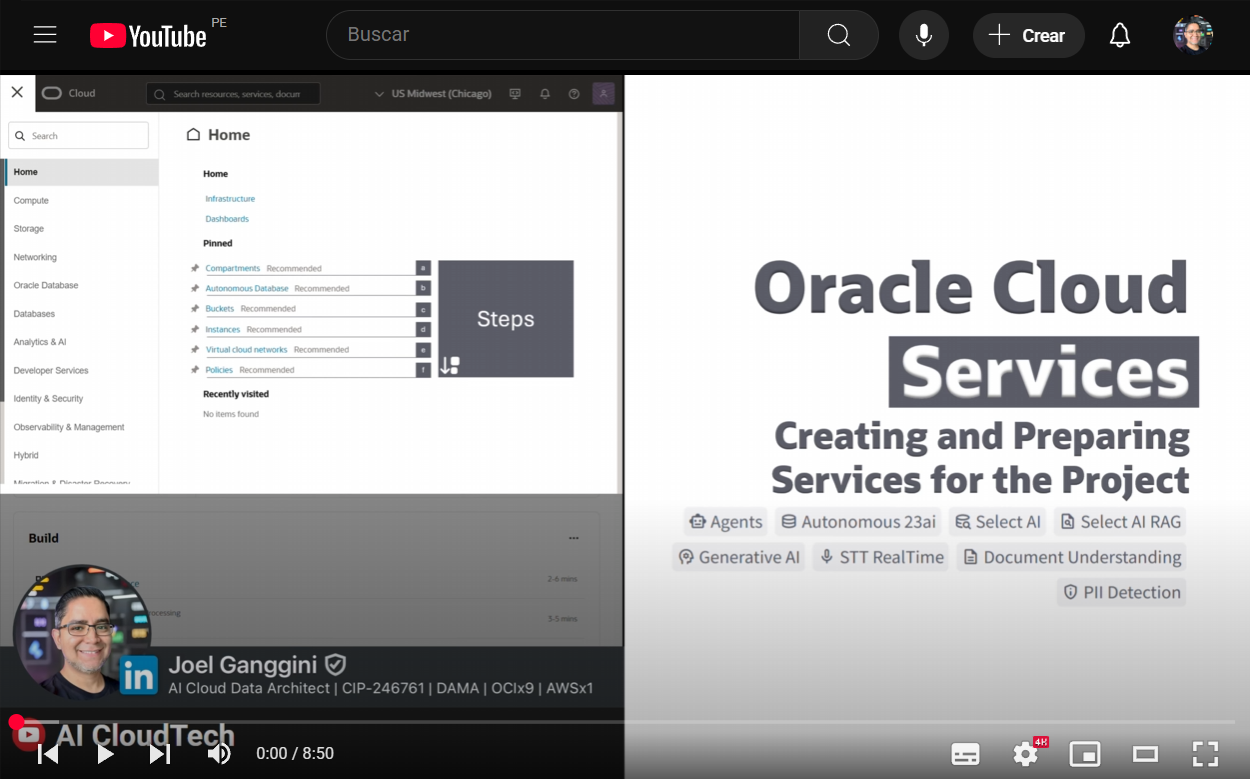 YouTube PE
Buscar
Crear
Cloud
Search resources, services, docum
US Midwest (Chicago)
Search
Home
Compute
Storage
Networking
Oracle Database
Databases
Analytics & AI
Developer Services
Identity & Security
Observability & Management
Hybrid
Migration & Disaster Recovery
Home
Home
Infrastructure
Dashboards
Pinned
Compartments Recommended a
Autonomous Database Recommended b
Buckets Recommended c
Instances Recommended d
Virtual cloud networks Recommended e
Policies Recommended f
Steps
Recently visited
No items found
Build
2-6 mins
3-5 mins
Joel Ganggini
in
AI Cloud Data Architect | CIP-246761 | DAMA | OCIx9 | AWSx1
AI CloudTech
Oracle Cloud
Services
Creating and Preparing
Services for the Project
Agents Autonomous 23ai Select AI Select AI RAG
Generative AI STT RealTime Document Understanding
PII Detection
0:00 / 8:50
4K